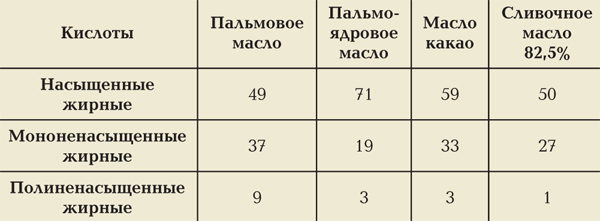 Кислоты
Пальмовое
масло
Пальмо-
ядровое
масло
Масло
какао
Сливочное
масло
82,5%
Насыщенные
жирные
49
71
59
50
Мононенасыщенные
жирные
37
19
33
27
Полиненасыщенные
жирные
9
3
3
1